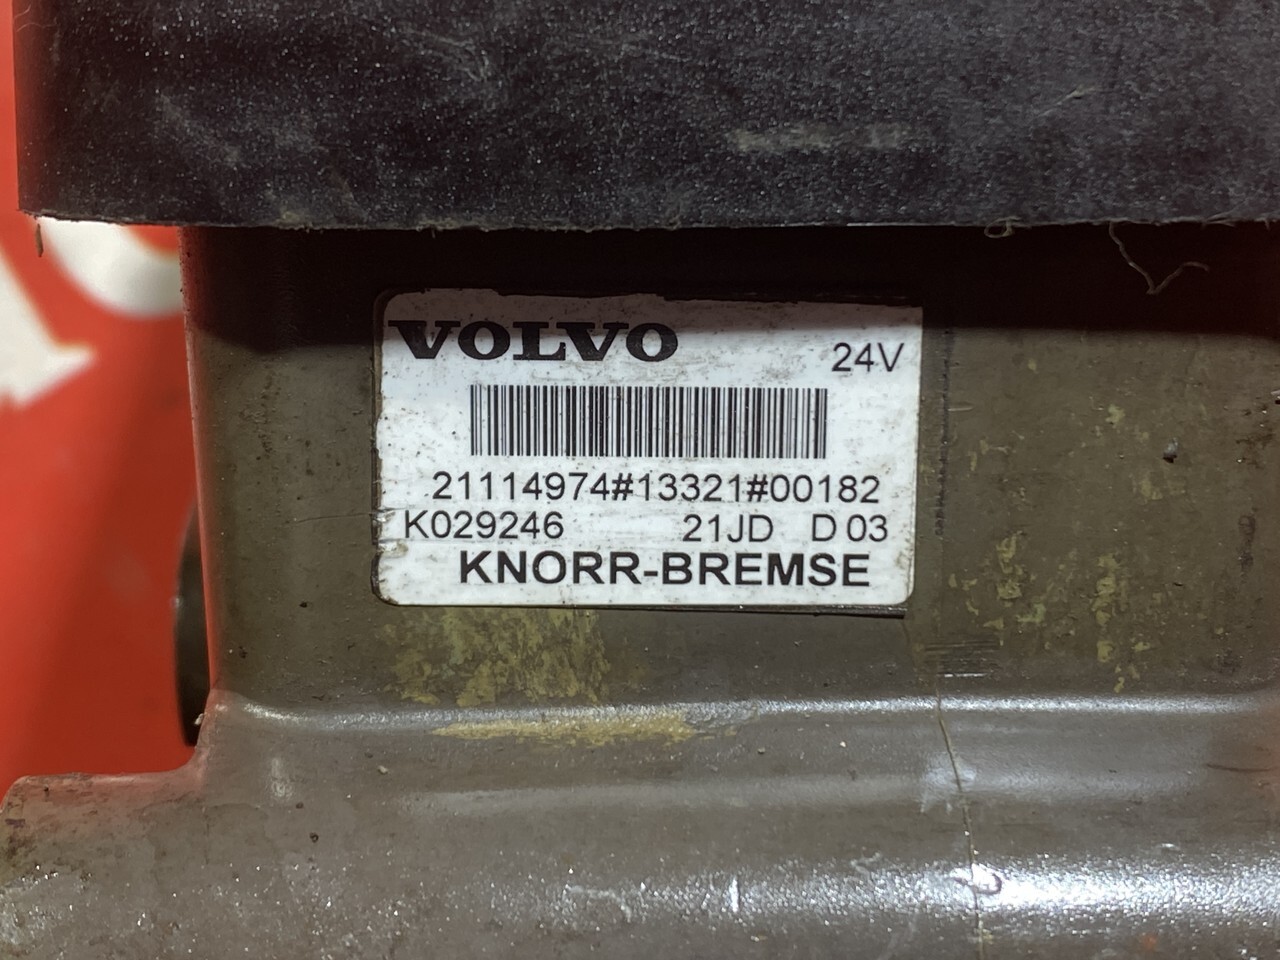 VOLVO
24V
21114974#13321#00182
K029246 21JD D 03
KNORR-BREMSE